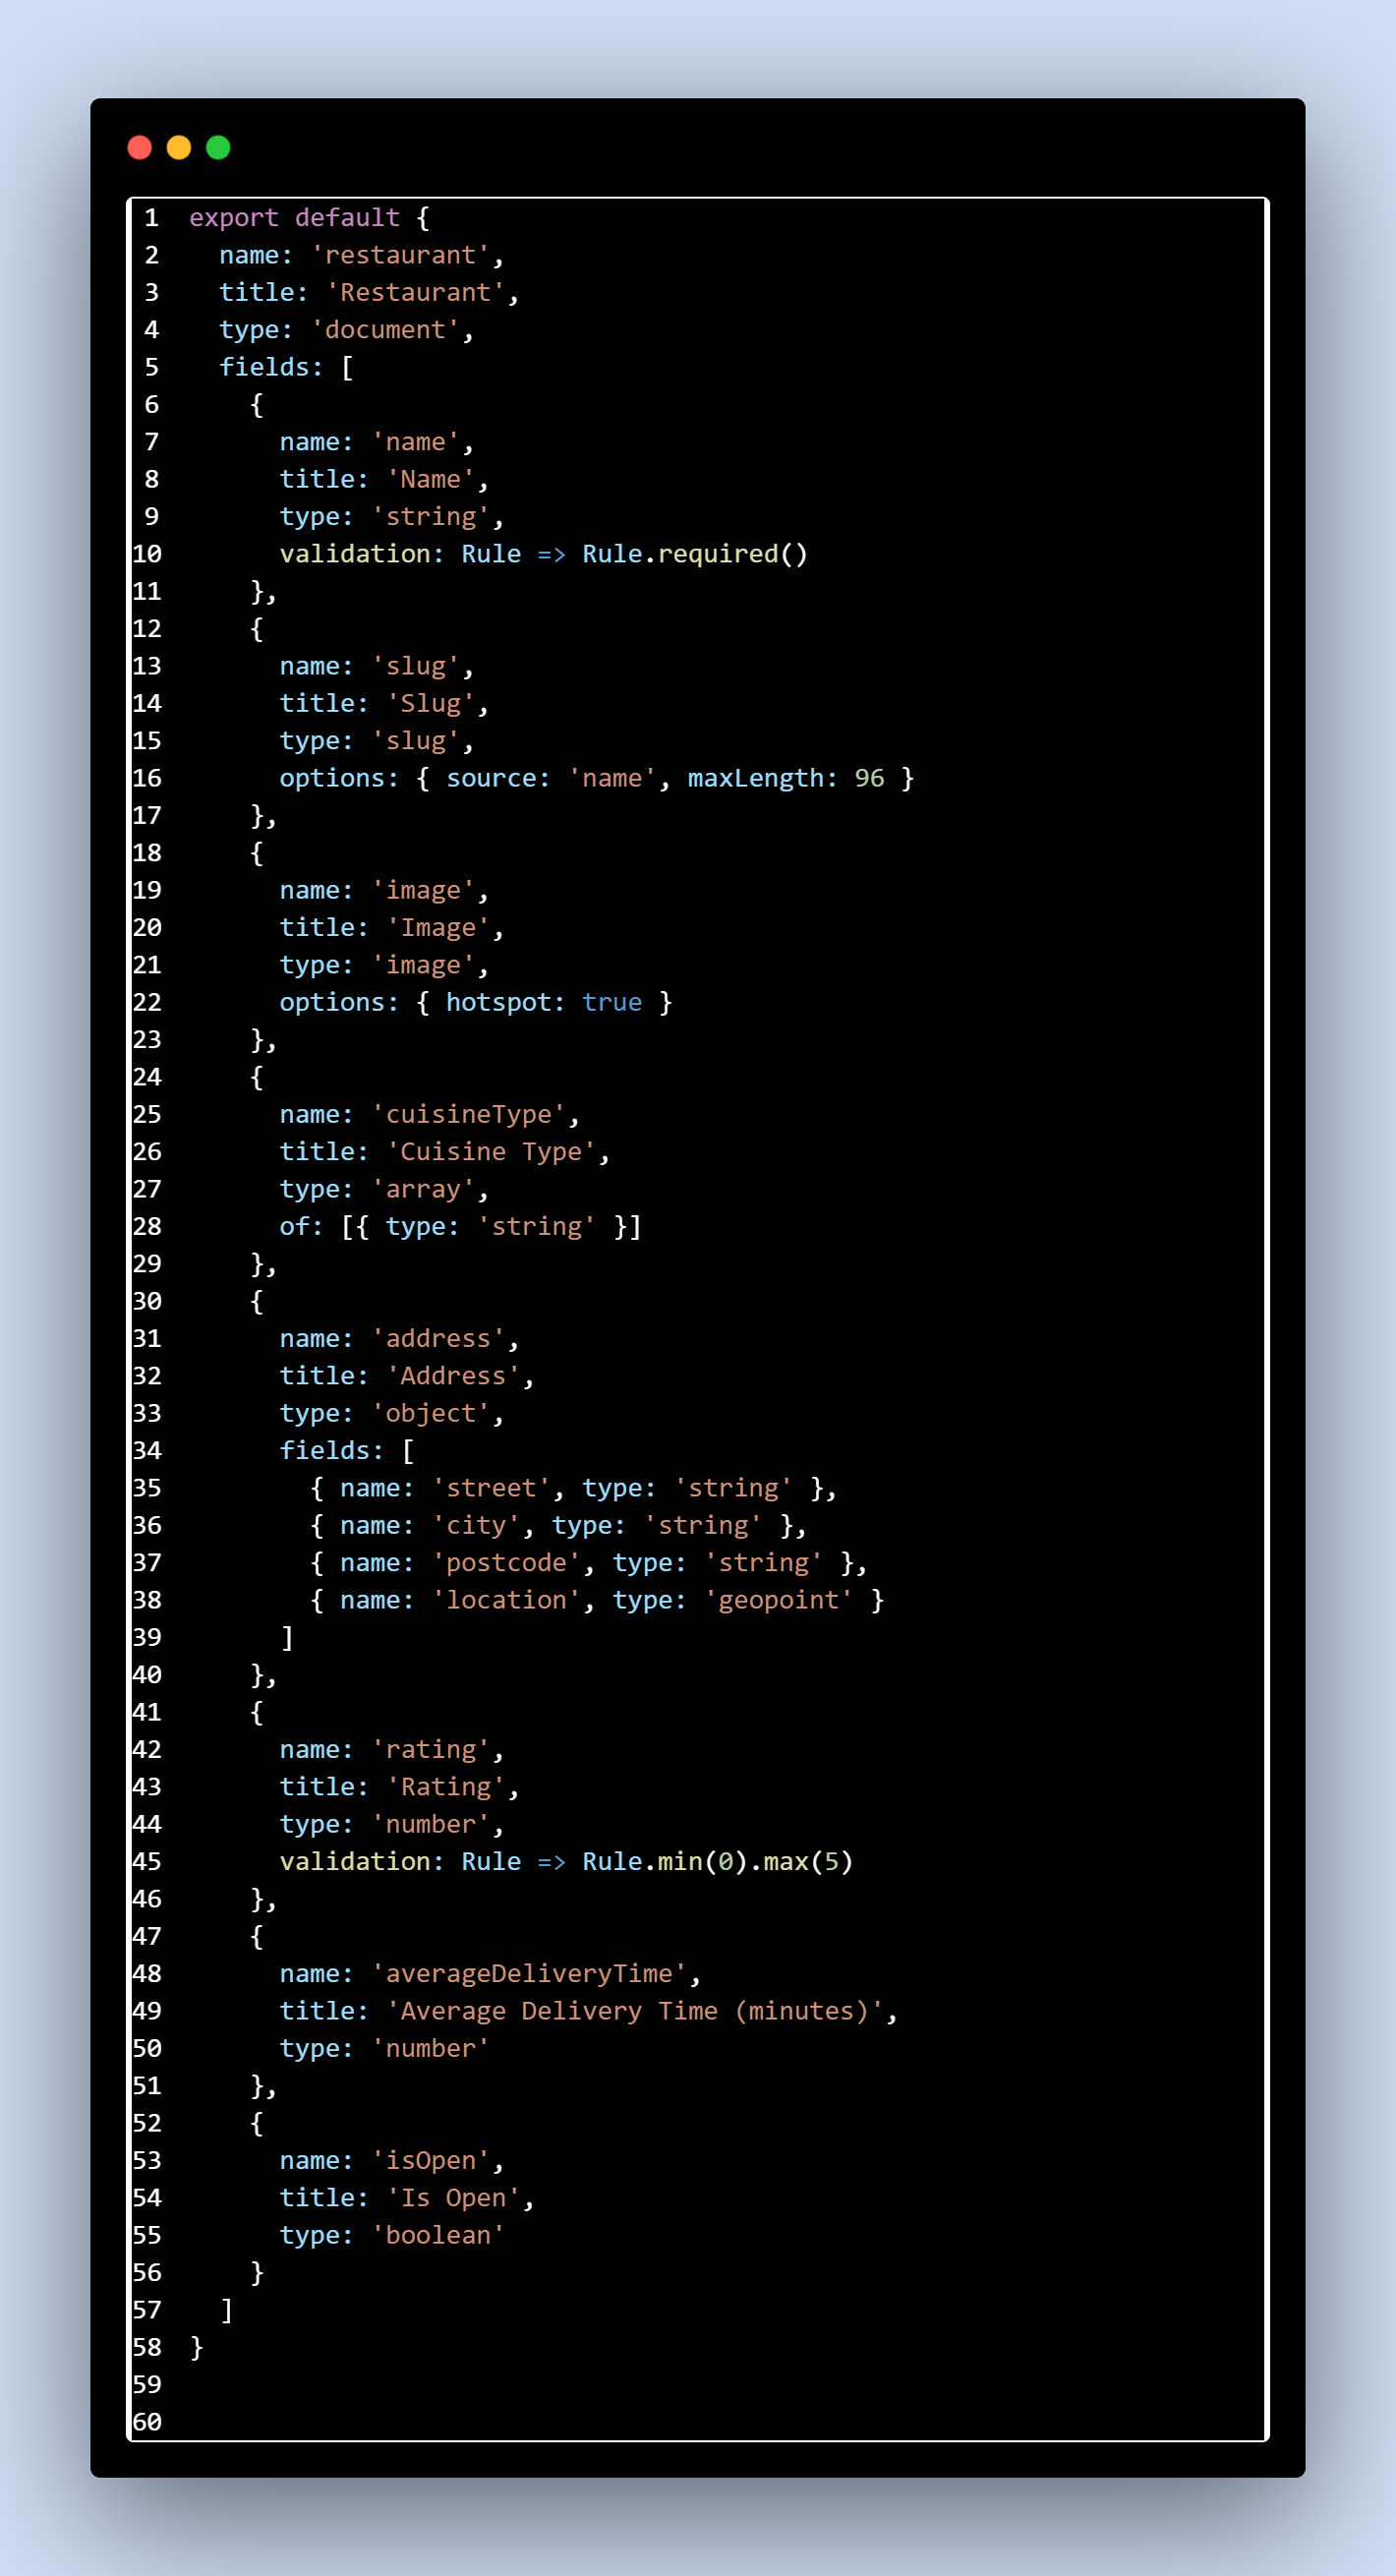 1 export default {
2   name: 'restaurant',
3   title: 'Restaurant',
4   type: 'document',
5   fields: [
6     {
7       name: 'name',
8       title: 'Name',
9       type: 'string',
10       validation: Rule => Rule.required()
11     },
12     {
13       name: 'slug',
14       title: 'Slug',
15       type: 'slug',
16       options: { source: 'name', maxLength: 96 }
17     },
18     {
19       name: 'image',
20       title: 'Image',
21       type: 'image',
22       options: { hotspot: true }
23     },
24     {
25       name: 'cuisineType',
26       title: 'Cuisine Type',
27       type: 'array',
28       of: [{ type: 'string' }]
29     },
30     {
31       name: 'address',
32       title: 'Address',
33       type: 'object',
34       fields: [
35         { name: 'street', type: 'string' },
36         { name: 'city', type: 'string' },
37         { name: 'postcode', type: 'string' },
38         { name: 'location', type: 'geopoint' }
39       ]
40     },
41     {
42       name: 'rating',
43       title: 'Rating',
44       type: 'number',
45       validation: Rule => Rule.min(0).max(5)
46     },
47     {
48       name: 'averageDeliveryTime',
49       title: 'Average Delivery Time (minutes)',
50       type: 'number'
51     },
52     {
53       name: 'isOpen',
54       title: 'Is Open',
55       type: 'boolean'
56     }
57   ]
58 }
59
60